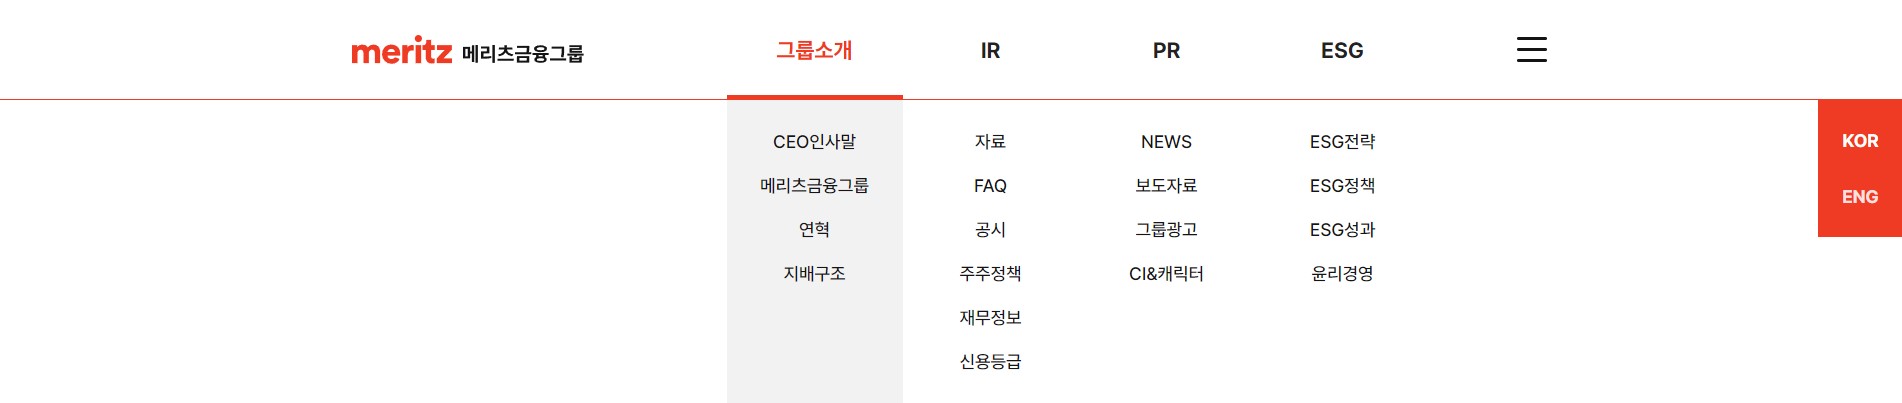 meritz 메리츠금융그룹
그룹소개
IR
PR
ESG
CEO인사말
메리츠금융그룹
연혁
지배구조
자료
FAQ
공시
주주정책
재무정보
신용등급
NEWS
보도자료
그룹광고
CI&캐릭터
ESG전략
ESG정책
ESG성과
윤리경영
KOR
ENG